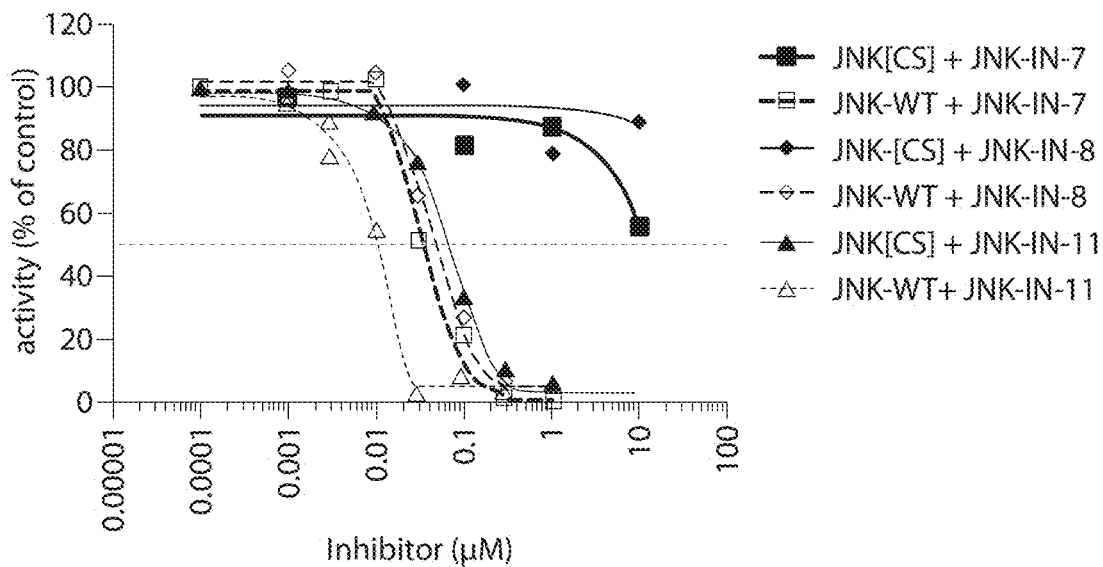 120
100
80
60
40
20
0
activity (% of control)
0.00001
0.0001
0.001
0.01
0.1
1
10
100
Inhibitor (μM)
JNK[CS] + JNK-IN-7
JNK-WT + JNK-IN-7
JNK-[CS] + JNK-IN-8
JNK-WT + JNK-IN-8
JNK[CS] + JNK-IN-11
JNK-WT+ JNK-IN-11